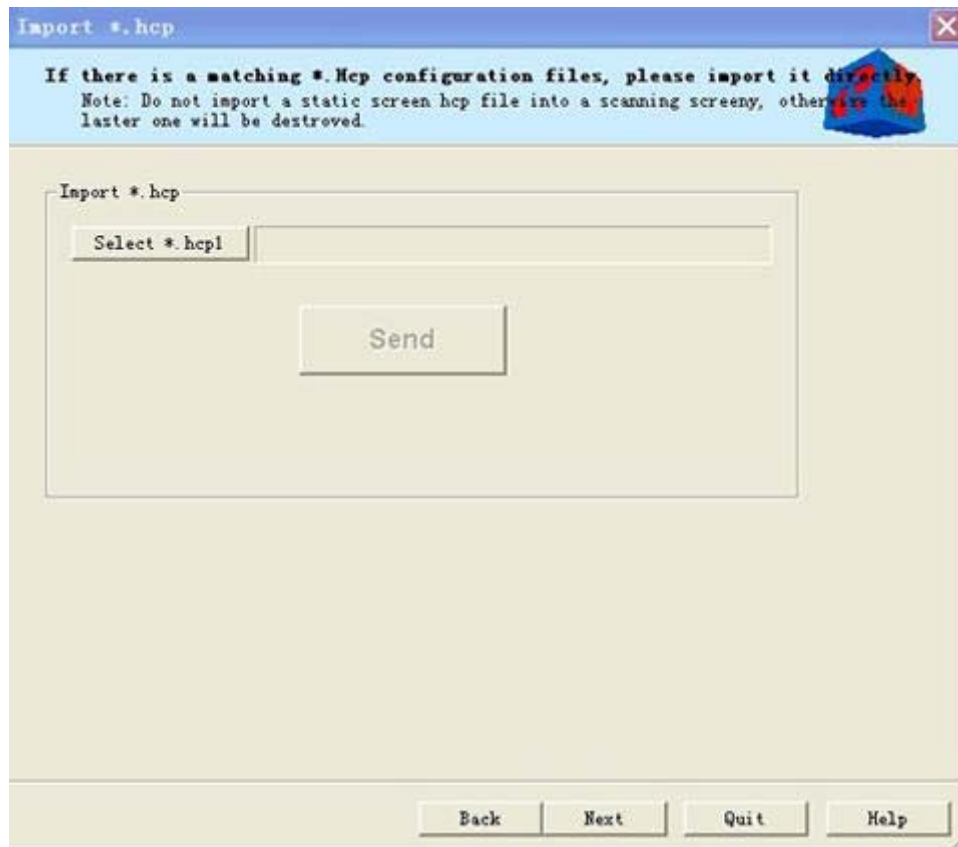 Import *.hcp
If there is a matching *.Hcp configuration files, please import it directly.
Note: Do not import a static screen hcp file into a scanning screeny, otherwise the
laster one will be destroved.
Import *.hcp
Select *.hcp1
Send
Back Next Quit Help